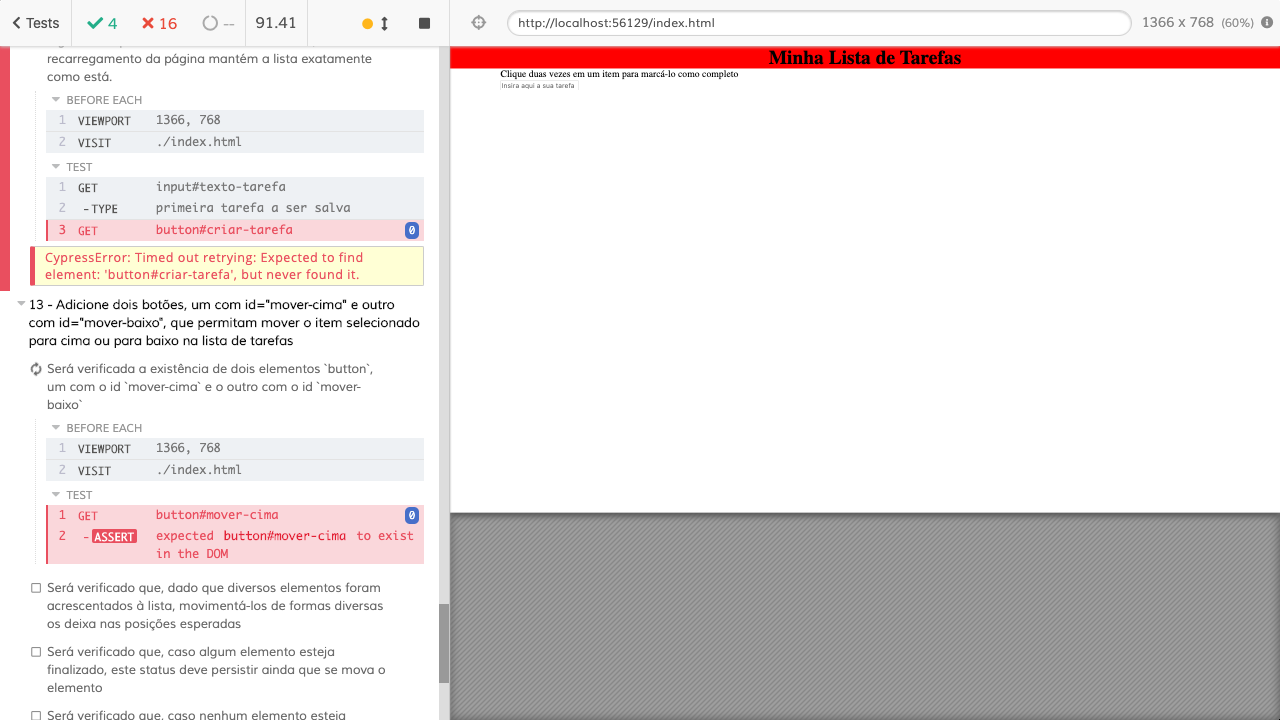 Tests
4
16
--
91.41
http://localhost:56129/index.html
1366 x 768 (60%)
recarregamento da página mantém a lista exatamente
como está.
BEFORE EACH
1 VIEWPORT 1366, 768
2 VISIT ./index.html
TEST
1 GET input#texto-tarefa
2 -TYPE primeira tarefa a ser salva
3 GET button#criar-tarefa 0
CypressError: Timed out retrying: Expected to find
element: 'button#criar-tarefa', but never found it.
13 - Adicione dois botões, um com id="mover-cima" e outro
com id="mover-baixo", que permitam mover o item selecionado
para cima ou para baixo na lista de tarefas
Será verificada a existência de dois elementos `button`,
um com o id `mover-cima` e o outro com o id `mover-
baixo`
BEFORE EACH
1 VIEWPORT 1366, 768
2 VISIT ./index.html
TEST
1 GET button#mover-cima 0
2 -ASSERT expected button#mover-cima to exist
in the DOM
Será verificado que, dado que diversos elementos foram
acrescentados à lista, movimentá-los de formas diversas
os deixa nas posições esperadas
Será verificado que, caso algum elemento esteja
finalizado, este status deve persistir ainda que se mova o
elemento
Será verificado que, caso nenhum elemento esteja
Minha Lista de Tarefas
Clique duas vezes em um item para marcá-lo como completo
Insira aqui a sua tarefa